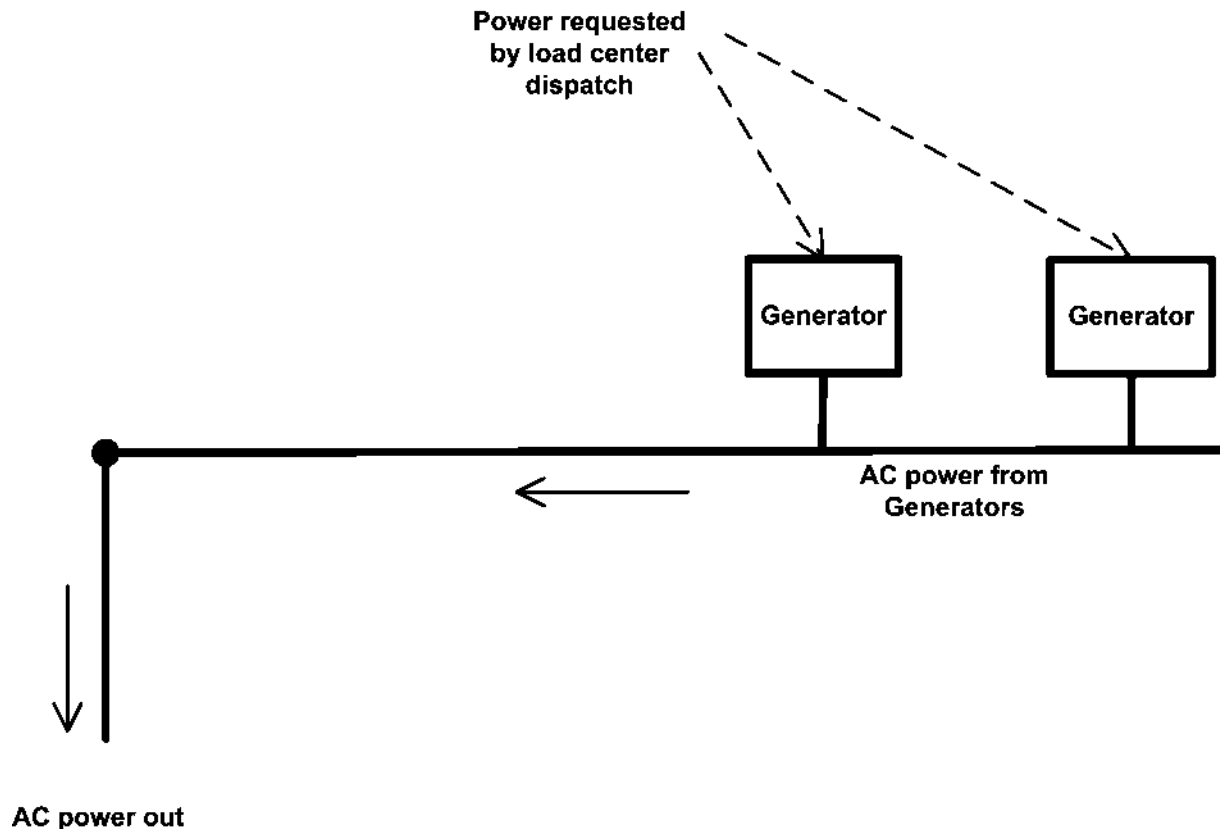 Power requested
by load center
dispatch
Generator
Generator
AC power from
Generators
AC power out